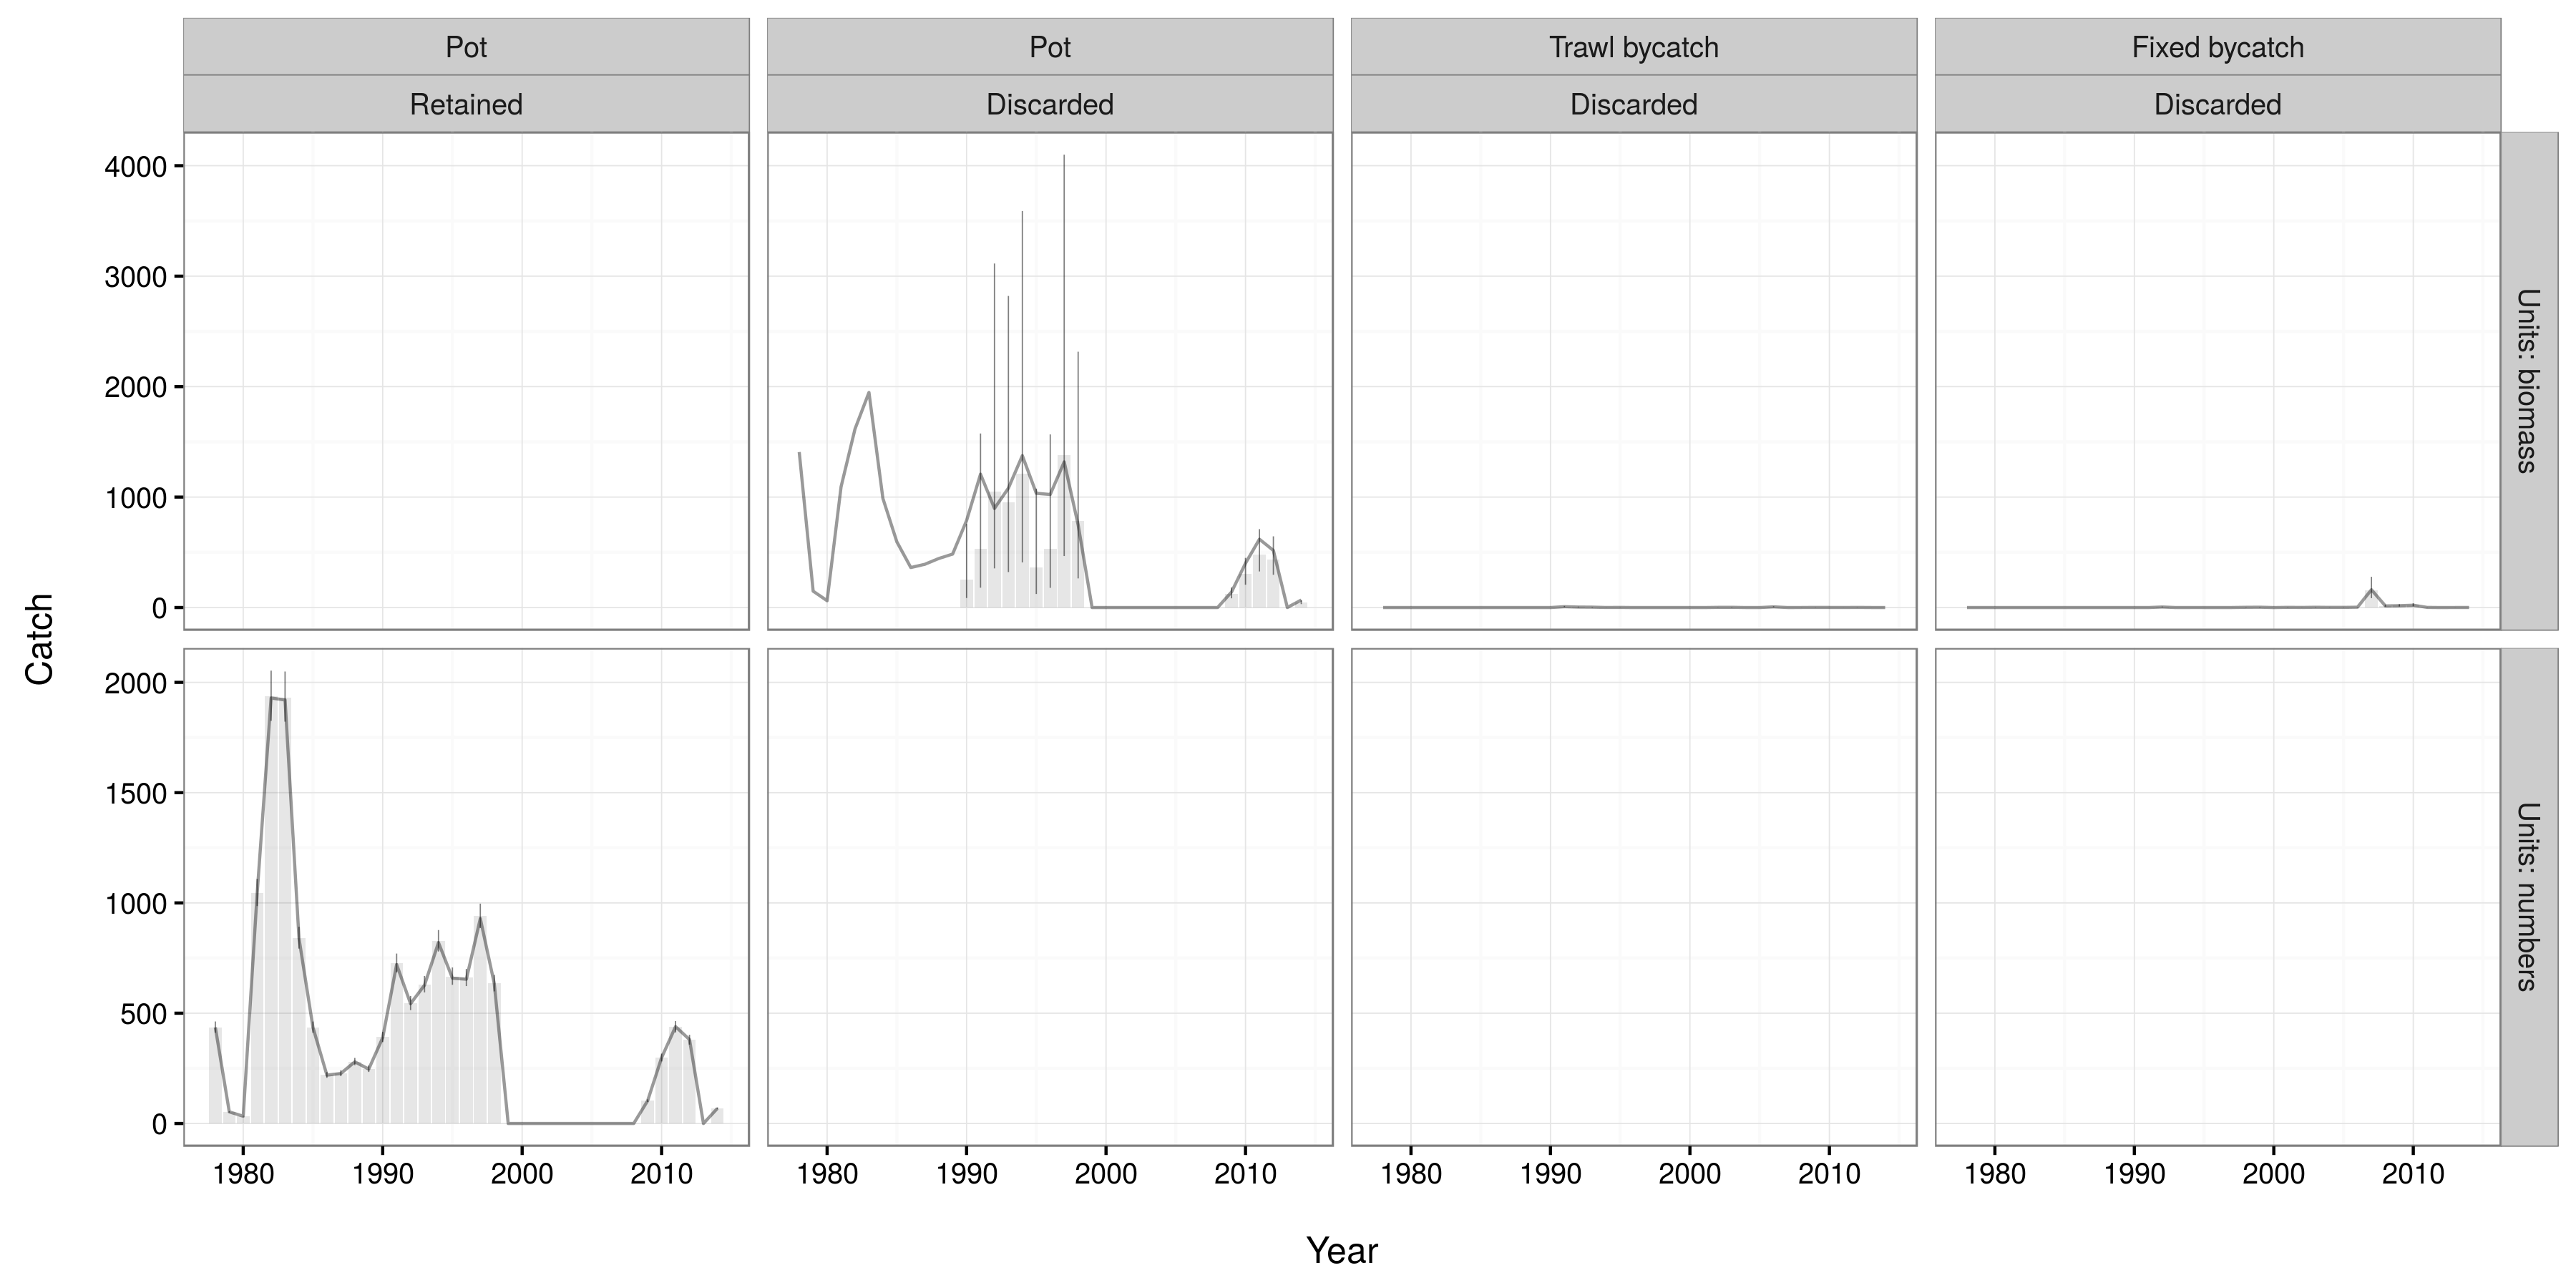 Pot
Pot
Trawl bycatch
Fixed bycatch
Retained
Discarded
Discarded
Discarded
4000
3000
2000
1000
0
Units: biomass
Catch
2000
1500
1000
500
0
Units: numbers
1980 1990 2000 2010
1980 1990 2000 2010
1980 1990 2000 2010
1980 1990 2000 2010
Year